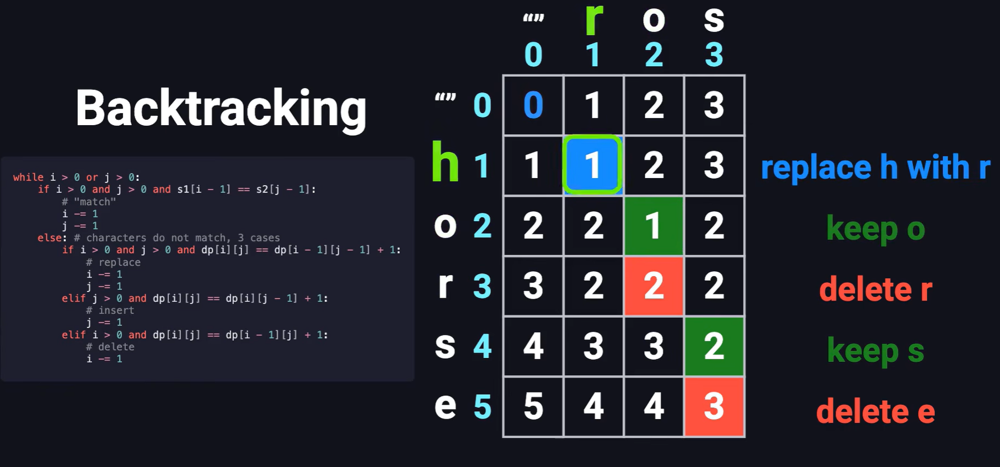 Backtracking
while i > 0 or j > 0:
    if i > 0 and j > 0 and s1[i - 1] == s2[j - 1]:
        # "match"
        i -= 1
        j -= 1
    else: # characters do not match, 3 cases
        if i > 0 and j > 0 and dp[i][j] == dp[i - 1][j - 1] + 1:
            # replace
            i -= 1
            j -= 1
        elif j > 0 and dp[i][j] == dp[i][j - 1] + 1:
            # insert
            j -= 1
        elif i > 0 and dp[i][j] == dp[i - 1][j] + 1:
            # delete
            i -= 1
“” r o s
0 1 2 3
“” 0 0 1 2 3
h 1 1 1 2 3 replace h with r
o 2 2 2 1 2 keep o
r 3 3 2 2 2 delete r
s 4 4 3 3 2 keep s
e 5 5 4 4 3 delete e